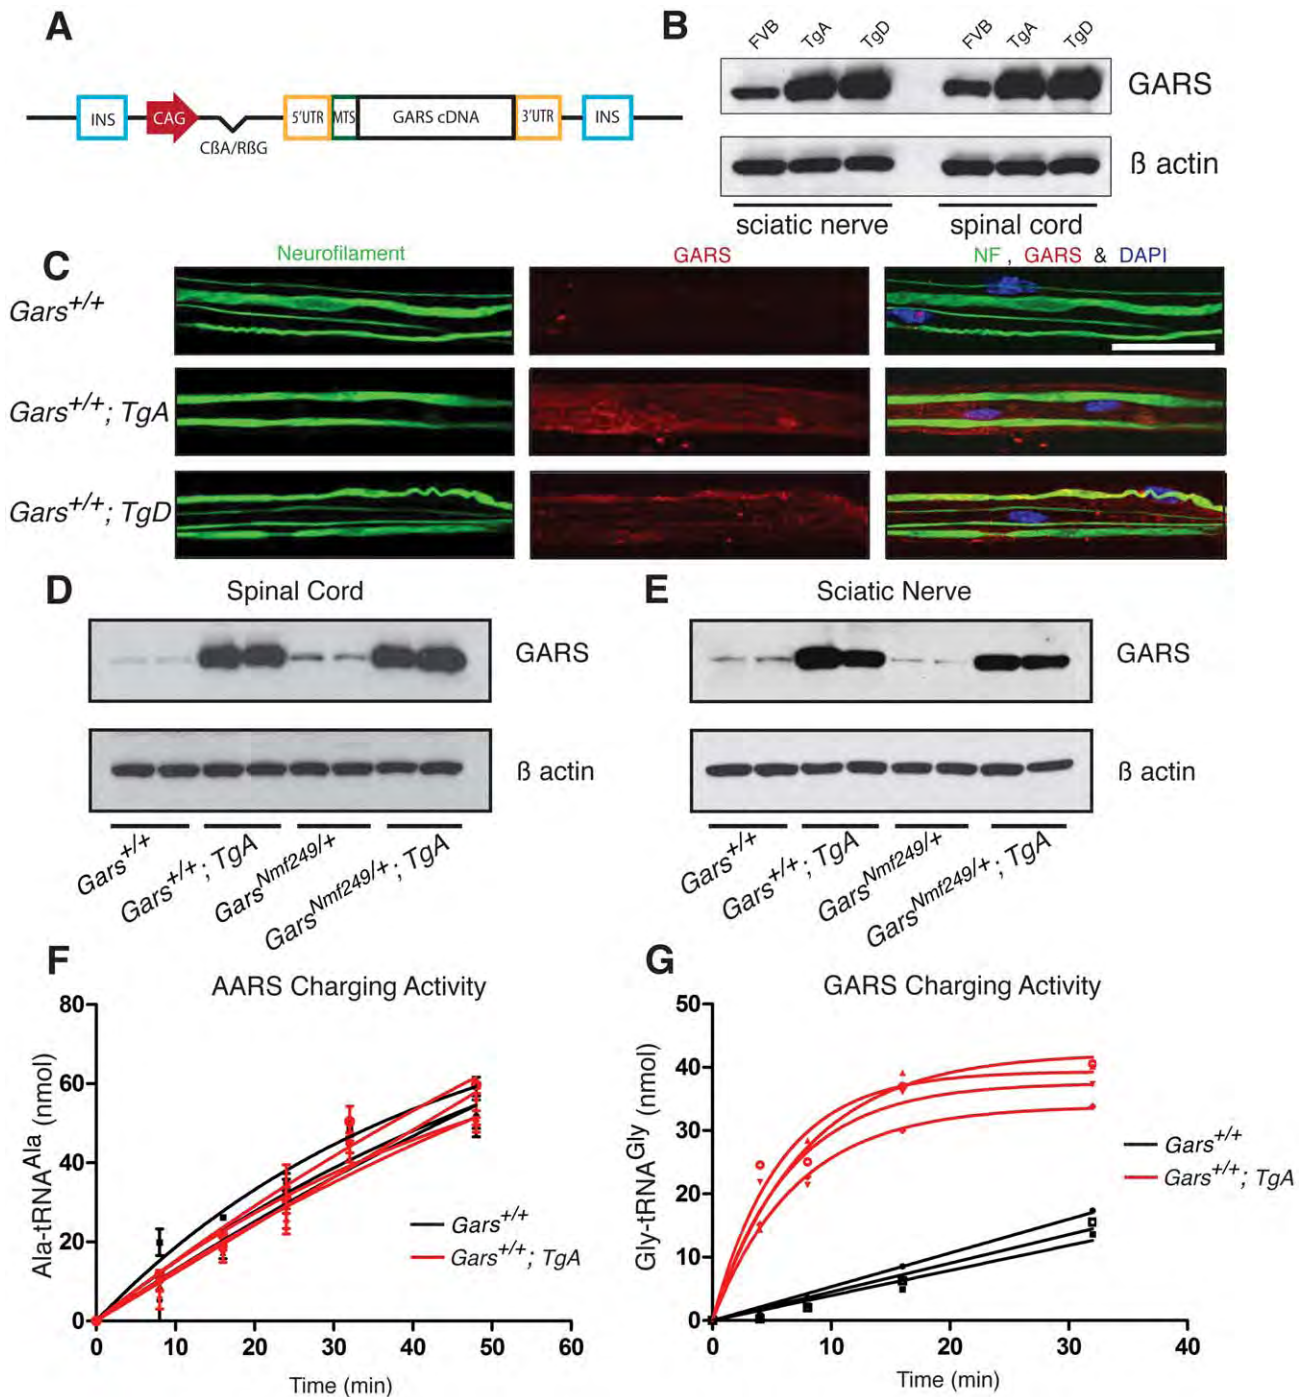 A
INS
CAG
CßA/RßG
5'UTR
MTS
GARS cDNA
3'UTR
INS
B
FVB TgA TgD FVB TgA TgD
GARS
ß actin
sciatic nerve spinal cord
C
Neurofilament GARS NF , GARS & DAPI
Gars+/+
Gars+/+; TgA
Gars+/+; TgD
D
Spinal Cord
GARS
ß actin
Gars+/+
Gars+/+; TgA
GarsNmf249/+
GarsNmf249/+; TgA
E
Sciatic Nerve
GARS
ß actin
Gars+/+
Gars+/+; TgA
GarsNmf249/+
GarsNmf249/+; TgA
F
AARS Charging Activity
Ala-tRNAAla (nmol)
80
60
40
20
0
0 10 20 30 40 50 60
Time (min)
Gars+/+
Gars+/+; TgA
G
GARS Charging Activity
Gly-tRNAGly (nmol)
50
40
30
20
10
0
0 10 20 30 40
Time (min)
Gars+/+
Gars+/+; TgA